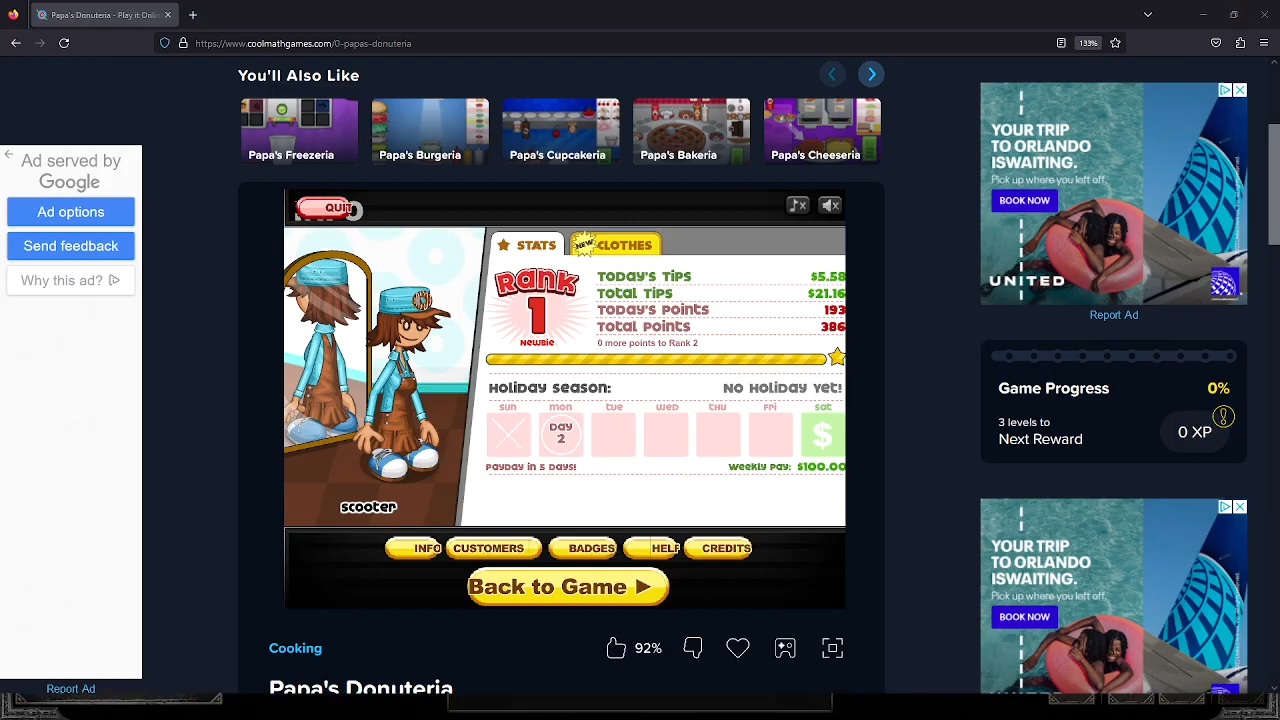 Papa's Donuteria - Play it Onlin
https://www.coolmathgames.com/0-papas-donuteria
133%
You'll Also Like
Papa's Freezeria
Papa's Burgeria
Papa's Cupcakeria
Papa's Bakeria
Papa's Cheeseria
Ad served by
Google
Ad options
Send feedback
Why this ad?
QUIT
STATS
NEW
CLOTHES
Rank
1
Newbie
Today's Tips $5.58
Total Tips $21.16
Today's Points 193
Total Points 386
0 more points to Rank 2
Holiday season: No Holiday yet!
sun mon tue wed thu fri sat
Day
2
$
Payday in 5 days! Weekly Pay: $100.00
scooter
INFO
CUSTOMERS
BADGES
HELP
CREDITS
Back to Game
Cooking
92%
Papa's Donuteria
YOUR TRIP
TO ORLANDO
ISWAITING.
Pick up where you left off.
BOOK NOW
UNITED
Report Ad
Game Progress 0%
3 levels to
Next Reward
0 XP
YOUR TRIP
TO ORLANDO
ISWAITING.
Pick up where you left off.
BOOK NOW
Report Ad